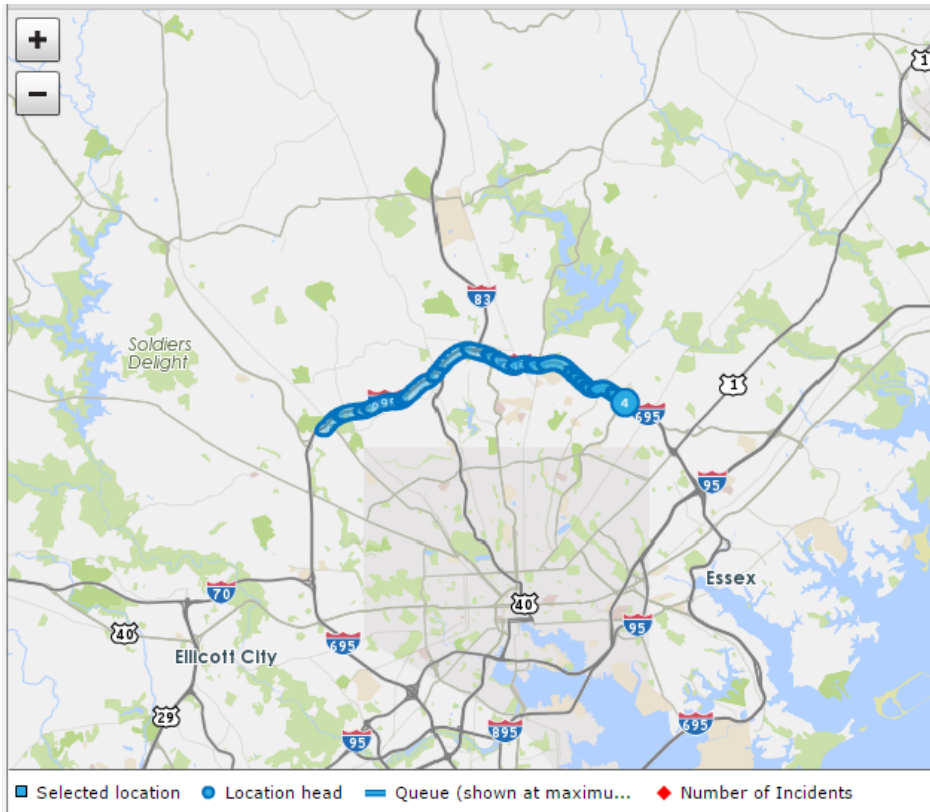 +
−
1
83
Soldiers
Delight
695
4
695
1
95
70
Essex
40
40
95
695
Ellicott City
29
95
895
695
Selected location
Location head
Queue (shown at maximu...
Number of Incidents